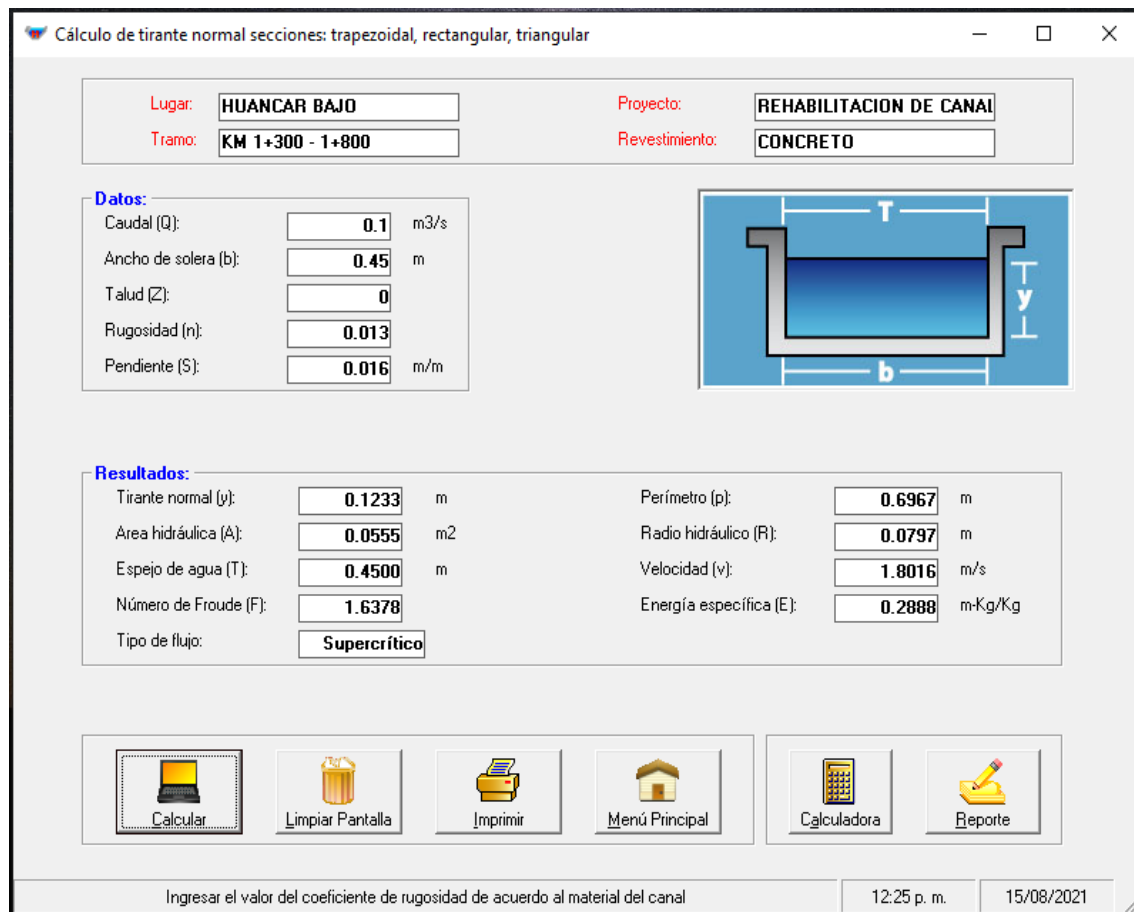 Cálculo de tirante normal secciones: trapezoidal, rectangular, triangular
Lugar: HUANCAR BAJO Proyecto: REHABILITACION DE CANAL
Tramo: KM 1+300 - 1+800 Revestimiento: CONCRETO
Datos:
Caudal (Q): 0.1 m3/s
Ancho de solera (b): 0.45 m
Talud (Z): 0
Rugosidad (n): 0.013
Pendiente (S): 0.016 m/m
T
y
b
Resultados:
Tirante normal (y): 0.1233 m Perímetro (p): 0.6967 m
Area hidráulica (A): 0.0555 m2 Radio hidráulico (R): 0.0797 m
Espejo de agua (T): 0.4500 m Velocidad (v): 1.8016 m/s
Número de Froude (F): 1.6378 Energía específica (E): 0.2888 m-Kg/Kg
Tipo de flujo: Supercrítico
Calcular Limpiar Pantalla Imprimir Menú Principal Calculadora Reporte
Ingresar el valor del coeficiente de rugosidad de acuerdo al material del canal 12:25 p. m. 15/08/2021